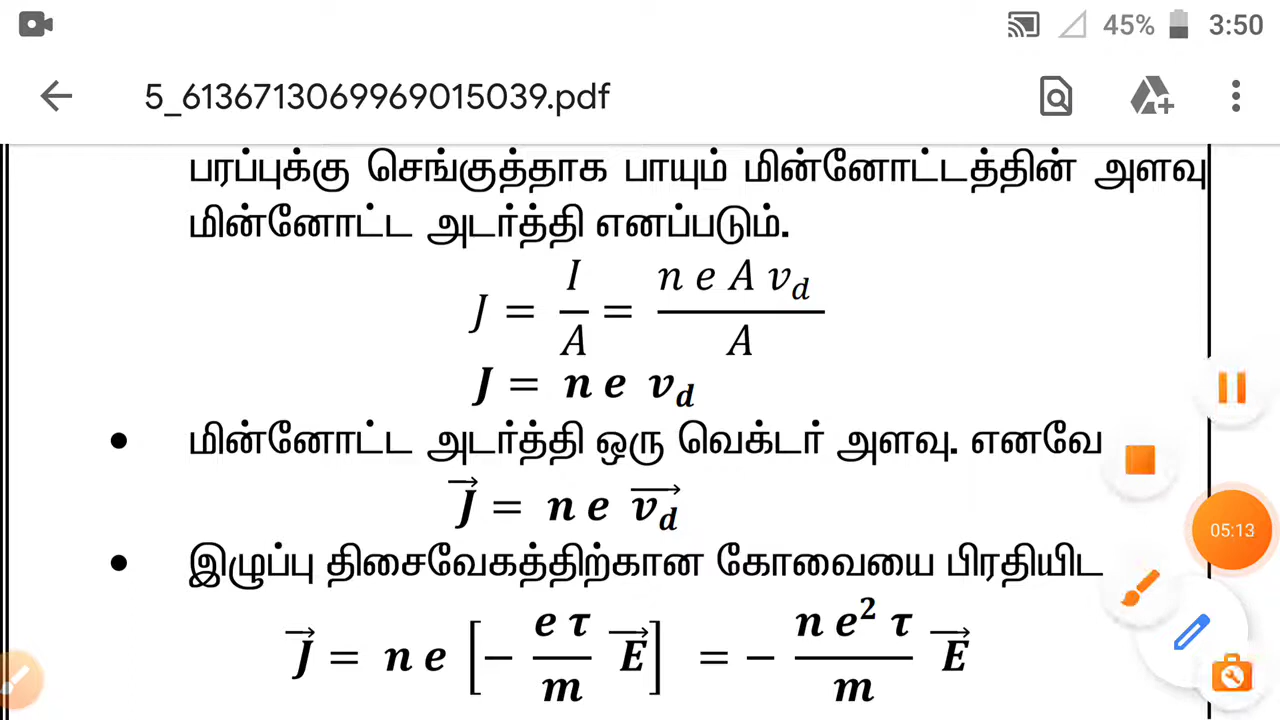 45% 3:50
5_6136713069969015039.pdf
பரப்புக்கு செங்குத்தாக பாயும் மின்னோட்டத்தின் அளவு
மின்னோட்ட அடர்த்தி எனப்படும்.
J = I/A = n e A v_d / A
J = n e v_d
• மின்னோட்ட அடர்த்தி ஒரு வெக்டர் அளவு. எனவே
J⃗ = n e v_d⃗
05:13
• இழுப்பு திசைவேகத்திற்கான கோவையை பிரதியிட
J⃗ = n e [− e τ / m E⃗] = − n e² τ / m E⃗